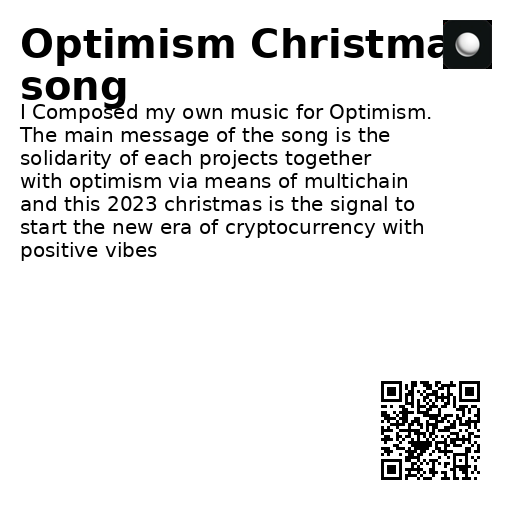 Optimism Christma
song
I Composed my own music for Optimism.
The main message of the song is the
solidarity of each projects together
with optimism via means of multichain
and this 2023 christmas is the signal to
start the new era of cryptocurrency with
positive vibes